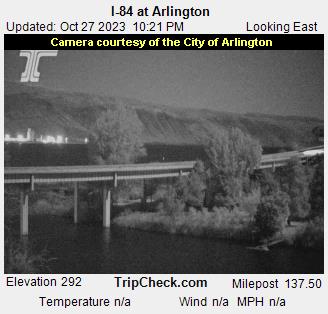 I-84 at Arlington
Updated: Oct 27 2023 10:21 PM Looking East
Camera courtesy of the City of Arlington
Elevation 292 TripCheck.com Milepost 137.50
Temperature n/a Wind n/a MPH n/a